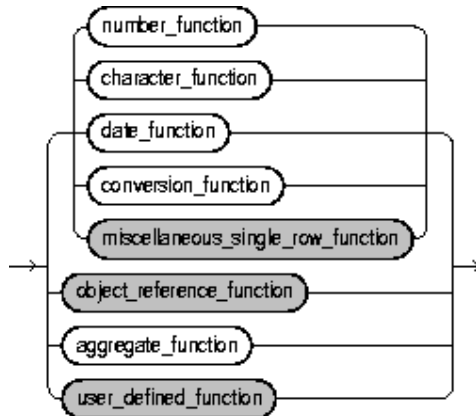 number_function
character_function
date_function
conversion_function
miscellaneous_single_row_function
object_reference_function
aggregate_function
user_defined_function